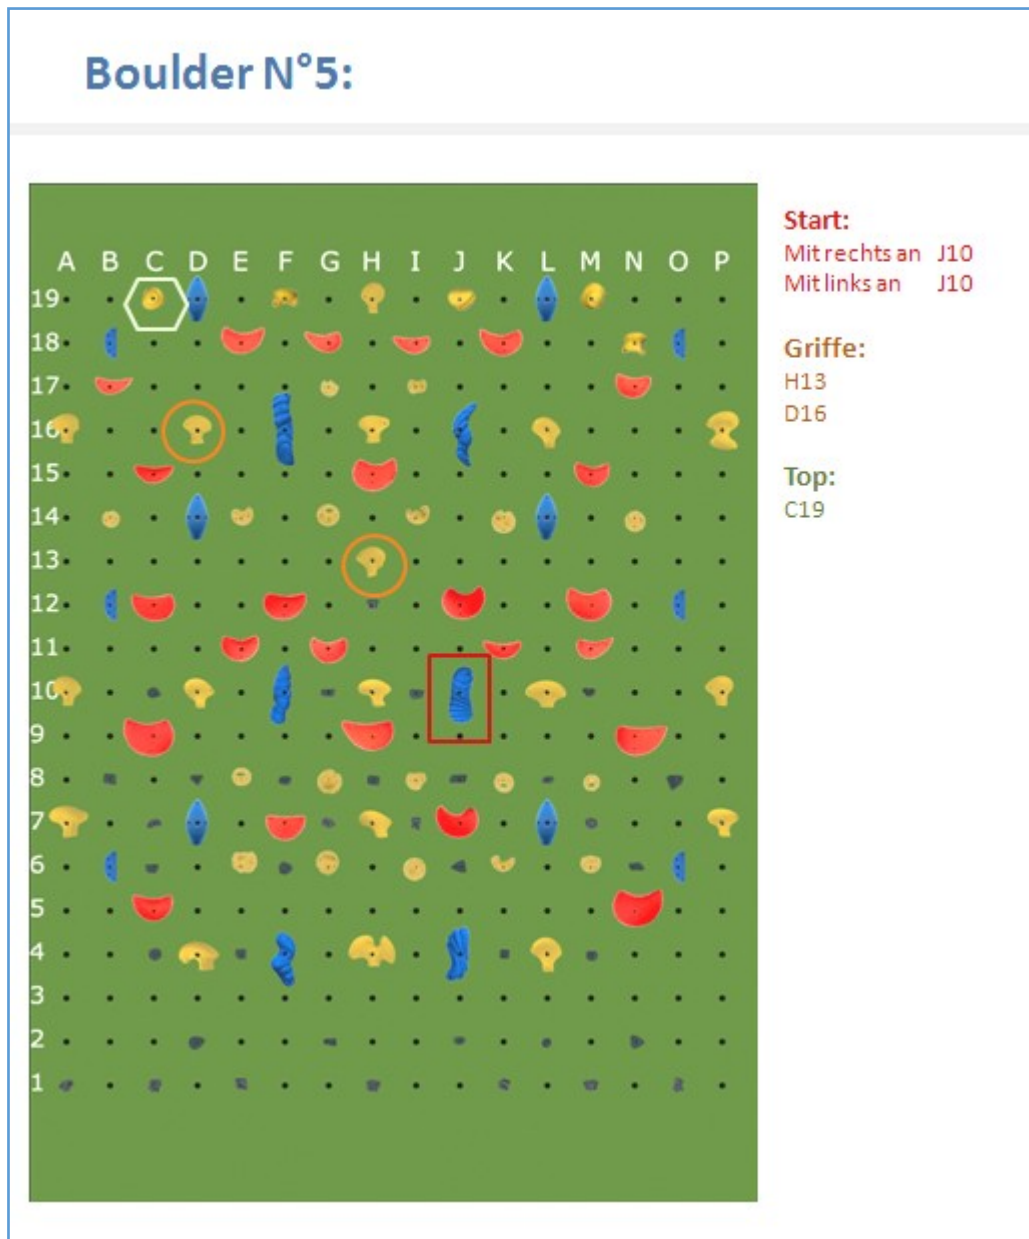 Boulder N°5:
A B C D E F G H I J K L M N O P
19
18
17
16
15
14
13
12
11
10
9
8
7
6
5
4
3
2
1
Start:
Mit rechts an J10
Mit links an J10
Griffe:
H13
D16
Top:
C19